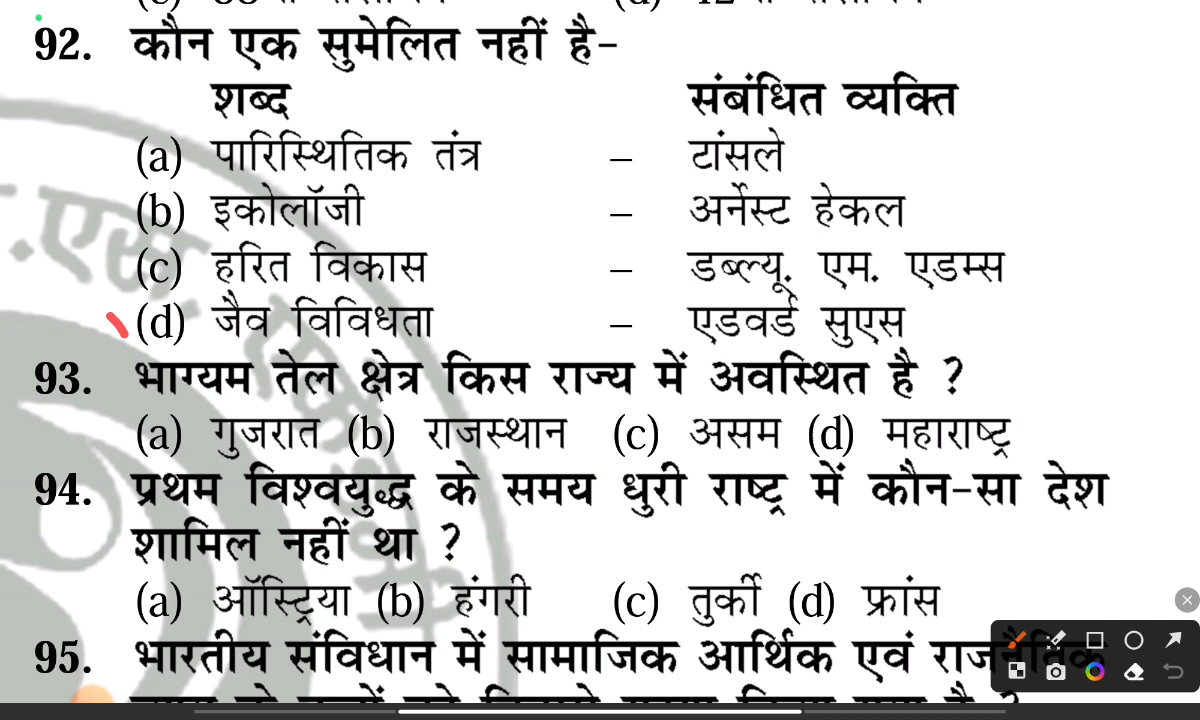 92. कौन एक सुमेलित नहीं है–
शब्द संबंधित व्यक्ति
(a) पारिस्थितिक तंत्र – टांसले
(b) इकोलॉजी – अर्नेस्ट हेकल
(c) हरित विकास – डब्ल्यू. एम. एडम्स
(d) जैव विविधता – एडवर्ड सुएस
93. भाग्यम तेल क्षेत्र किस राज्य में अवस्थित है ?
(a) गुजरात (b) राजस्थान (c) असम (d) महाराष्ट्र
94. प्रथम विश्वयुद्ध के समय धुरी राष्ट्र में कौन-सा देश
शामिल नहीं था ?
(a) ऑस्ट्रिया (b) हंगरी (c) तुर्की (d) फ्रांस
95. भारतीय संविधान में सामाजिक आर्थिक एवं राजनैतिक